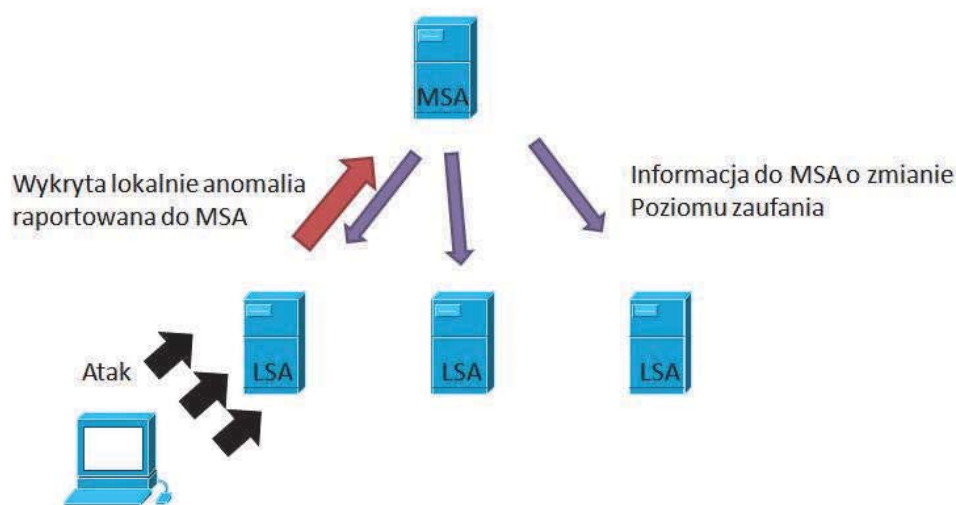 MSA
Wykryta lokalnie anomalia
raportowana do MSA
Informacja do MSA o zmianie
Poziomu zaufania
Atak
LSA
LSA
LSA